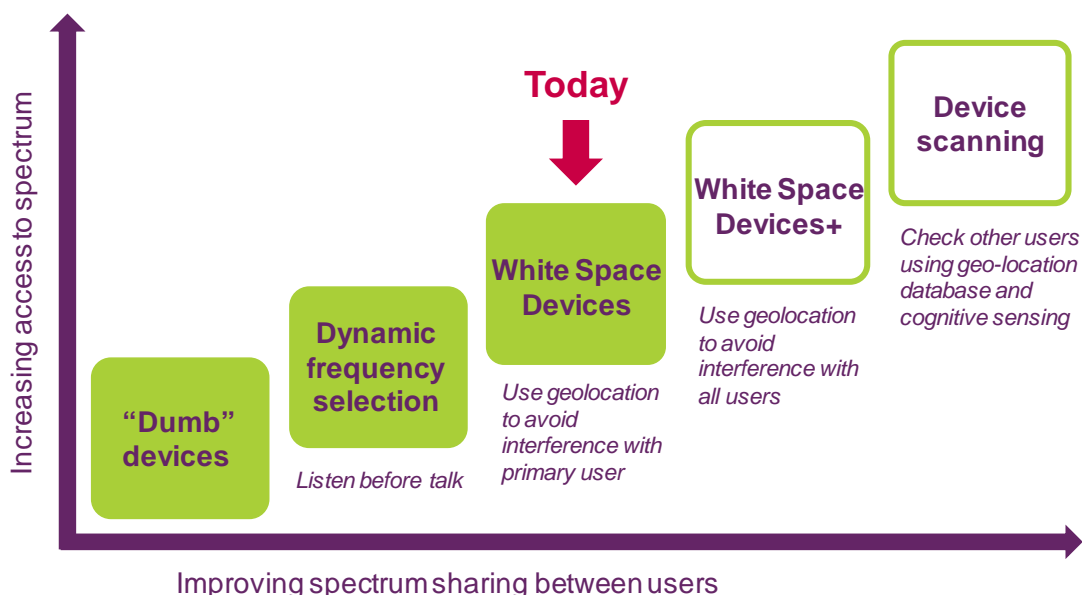 Increasing access to spectrum
“Dumb”
devices
Dynamic
frequency
selection
Listen before talk
Today
White Space
Devices
Use geolocation
to avoid
interference with
primary user
White Space
Devices+
Use geolocation
to avoid
interference with
all users
Device
scanning
Check other users
using geo-location
database and
cognitive sensing
Improving spectrum sharing between users